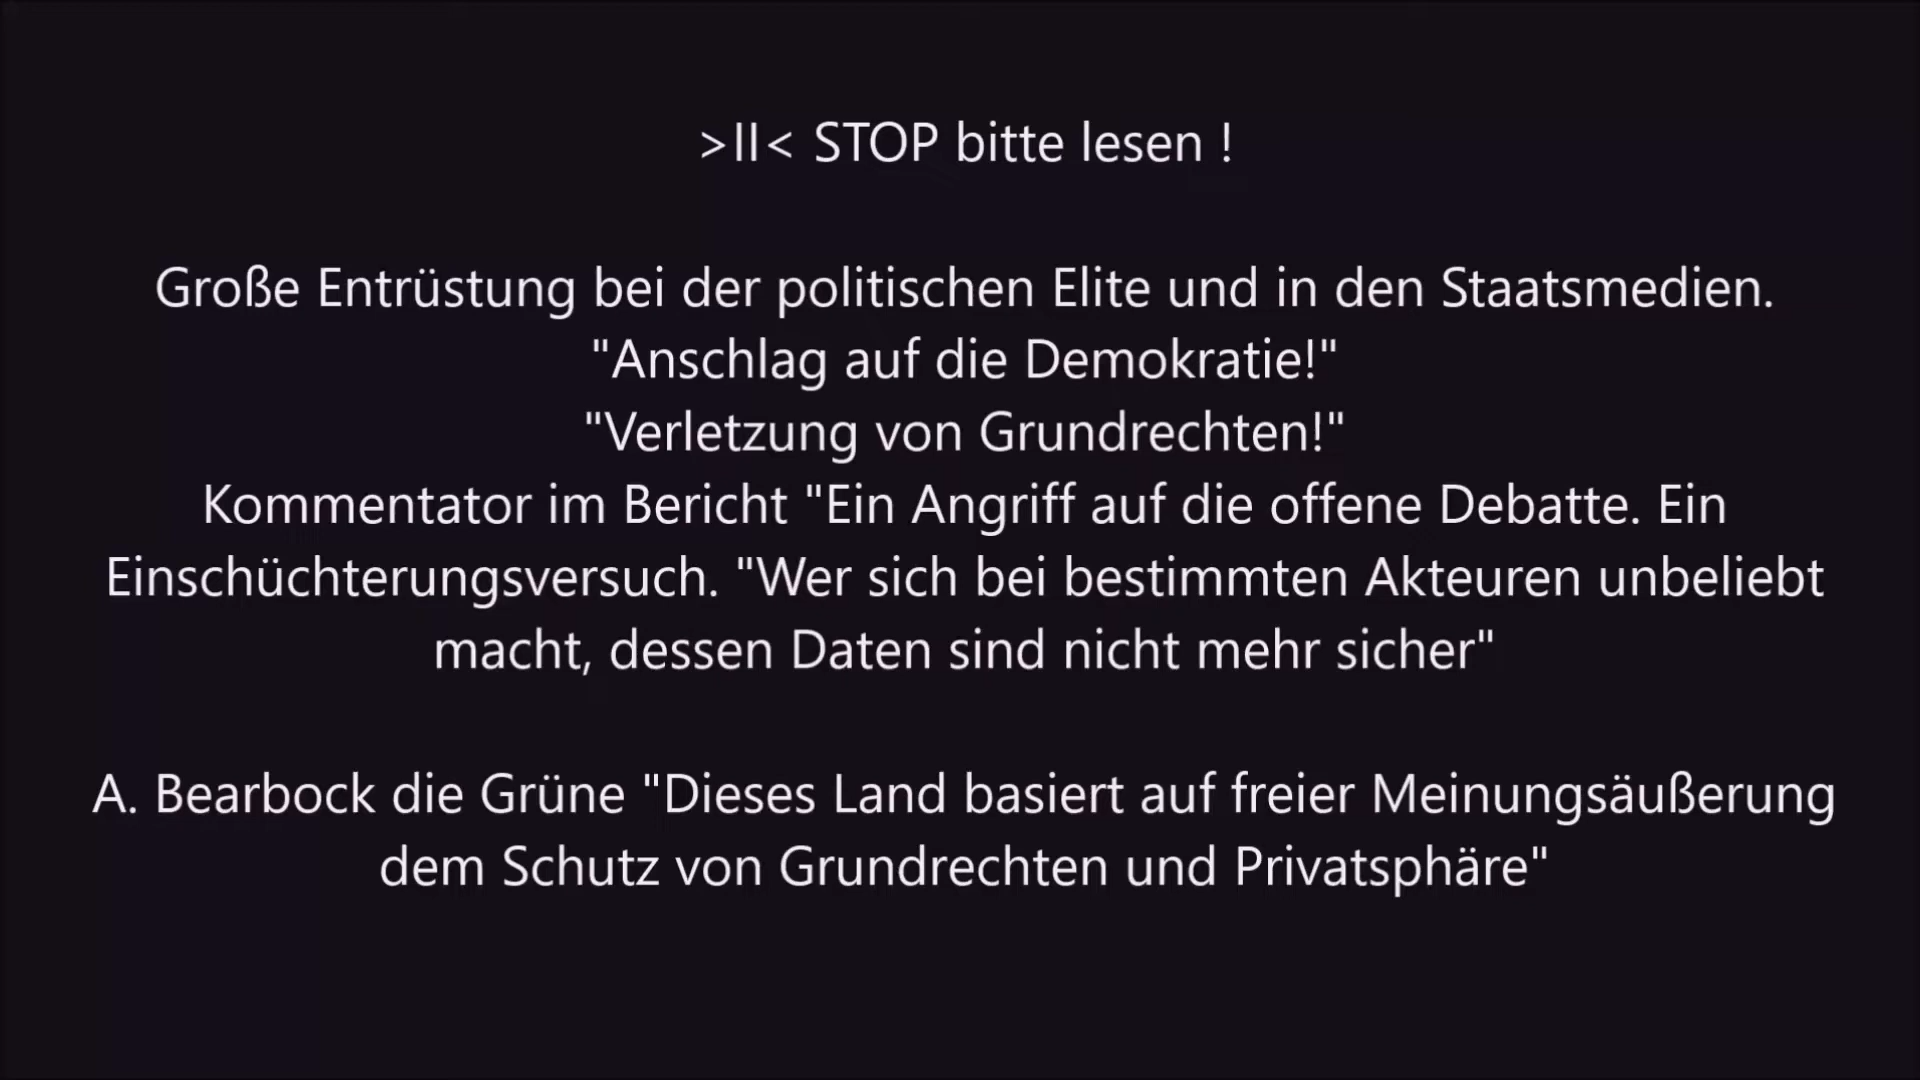 >II< STOP bitte lesen !
Große Entrüstung bei der politischen Elite und in den Staatsmedien.
"Anschlag auf die Demokratie!"
"Verletzung von Grundrechten!"
Kommentator im Bericht "Ein Angriff auf die offene Debatte. Ein
Einschüchterungsversuch. "Wer sich bei bestimmten Akteuren unbeliebt
macht, dessen Daten sind nicht mehr sicher"
A. Bearbock die Grüne "Dieses Land basiert auf freier Meinungsäußerung
dem Schutz von Grundrechten und Privatsphäre"